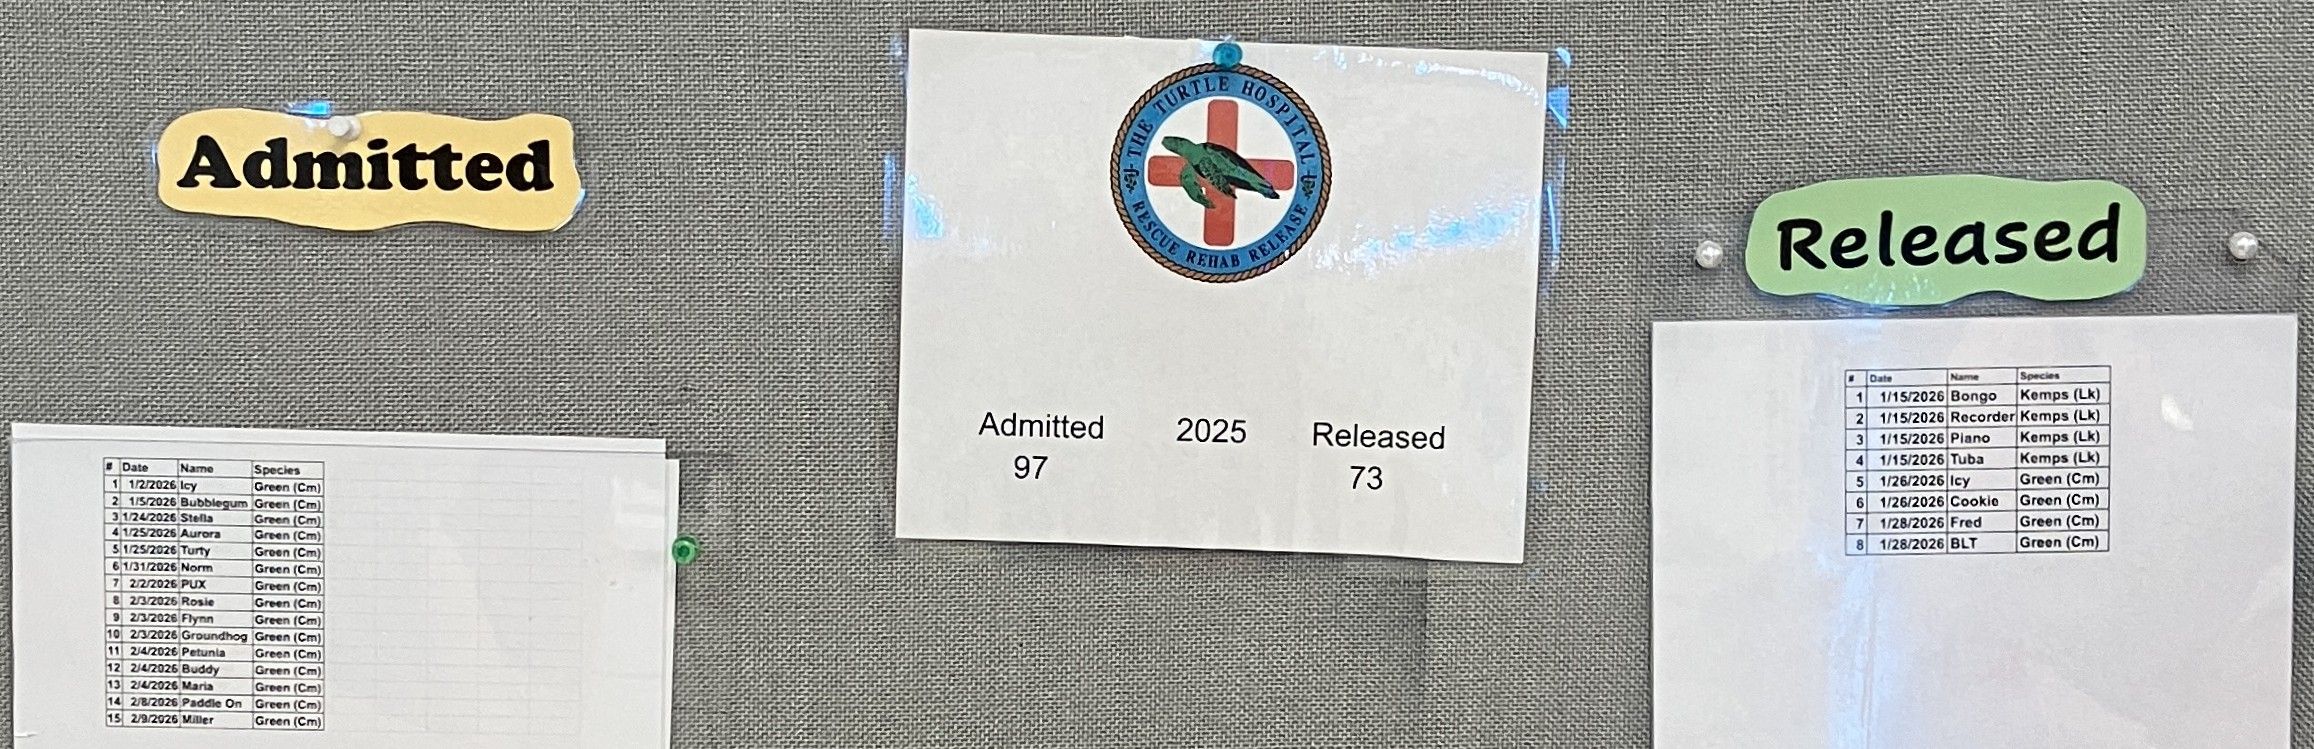 Admitted
# Date Name Species
1 1/2/2026 Icy Green (Cm)
2 1/5/2026 Bubblegum Green (Cm)
3 1/24/2026 Stella Green (Cm)
4 1/25/2026 Aurora Green (Cm)
5 1/25/2026 Turty Green (Cm)
6 1/31/2026 Norm Green (Cm)
7 2/2/2026 PUX Green (Cm)
8 2/3/2026 Rosie Green (Cm)
9 2/3/2026 Flynn Green (Cm)
10 2/3/2026 Groundhog Green (Cm)
11 2/4/2026 Petunia Green (Cm)
12 2/4/2026 Buddy Green (Cm)
13 2/4/2026 Maria Green (Cm)
14 2/8/2026 Paddle On Green (Cm)
15 2/9/2026 Miller Green (Cm)
THE TURTLE HOSPITAL
RESCUE REHAB RELEASE
Admitted 2025 Released
97 73
Released
# Date Name Species
1 1/15/2026 Bongo Kemps (Lk)
2 1/15/2026 Recorder Kemps (Lk)
3 1/15/2026 Piano Kemps (Lk)
4 1/15/2026 Tuba Kemps (Lk)
5 1/26/2026 Icy Green (Cm)
6 1/26/2026 Cookie Green (Cm)
7 1/28/2026 Fred Green (Cm)
8 1/28/2026 BLT Green (Cm)